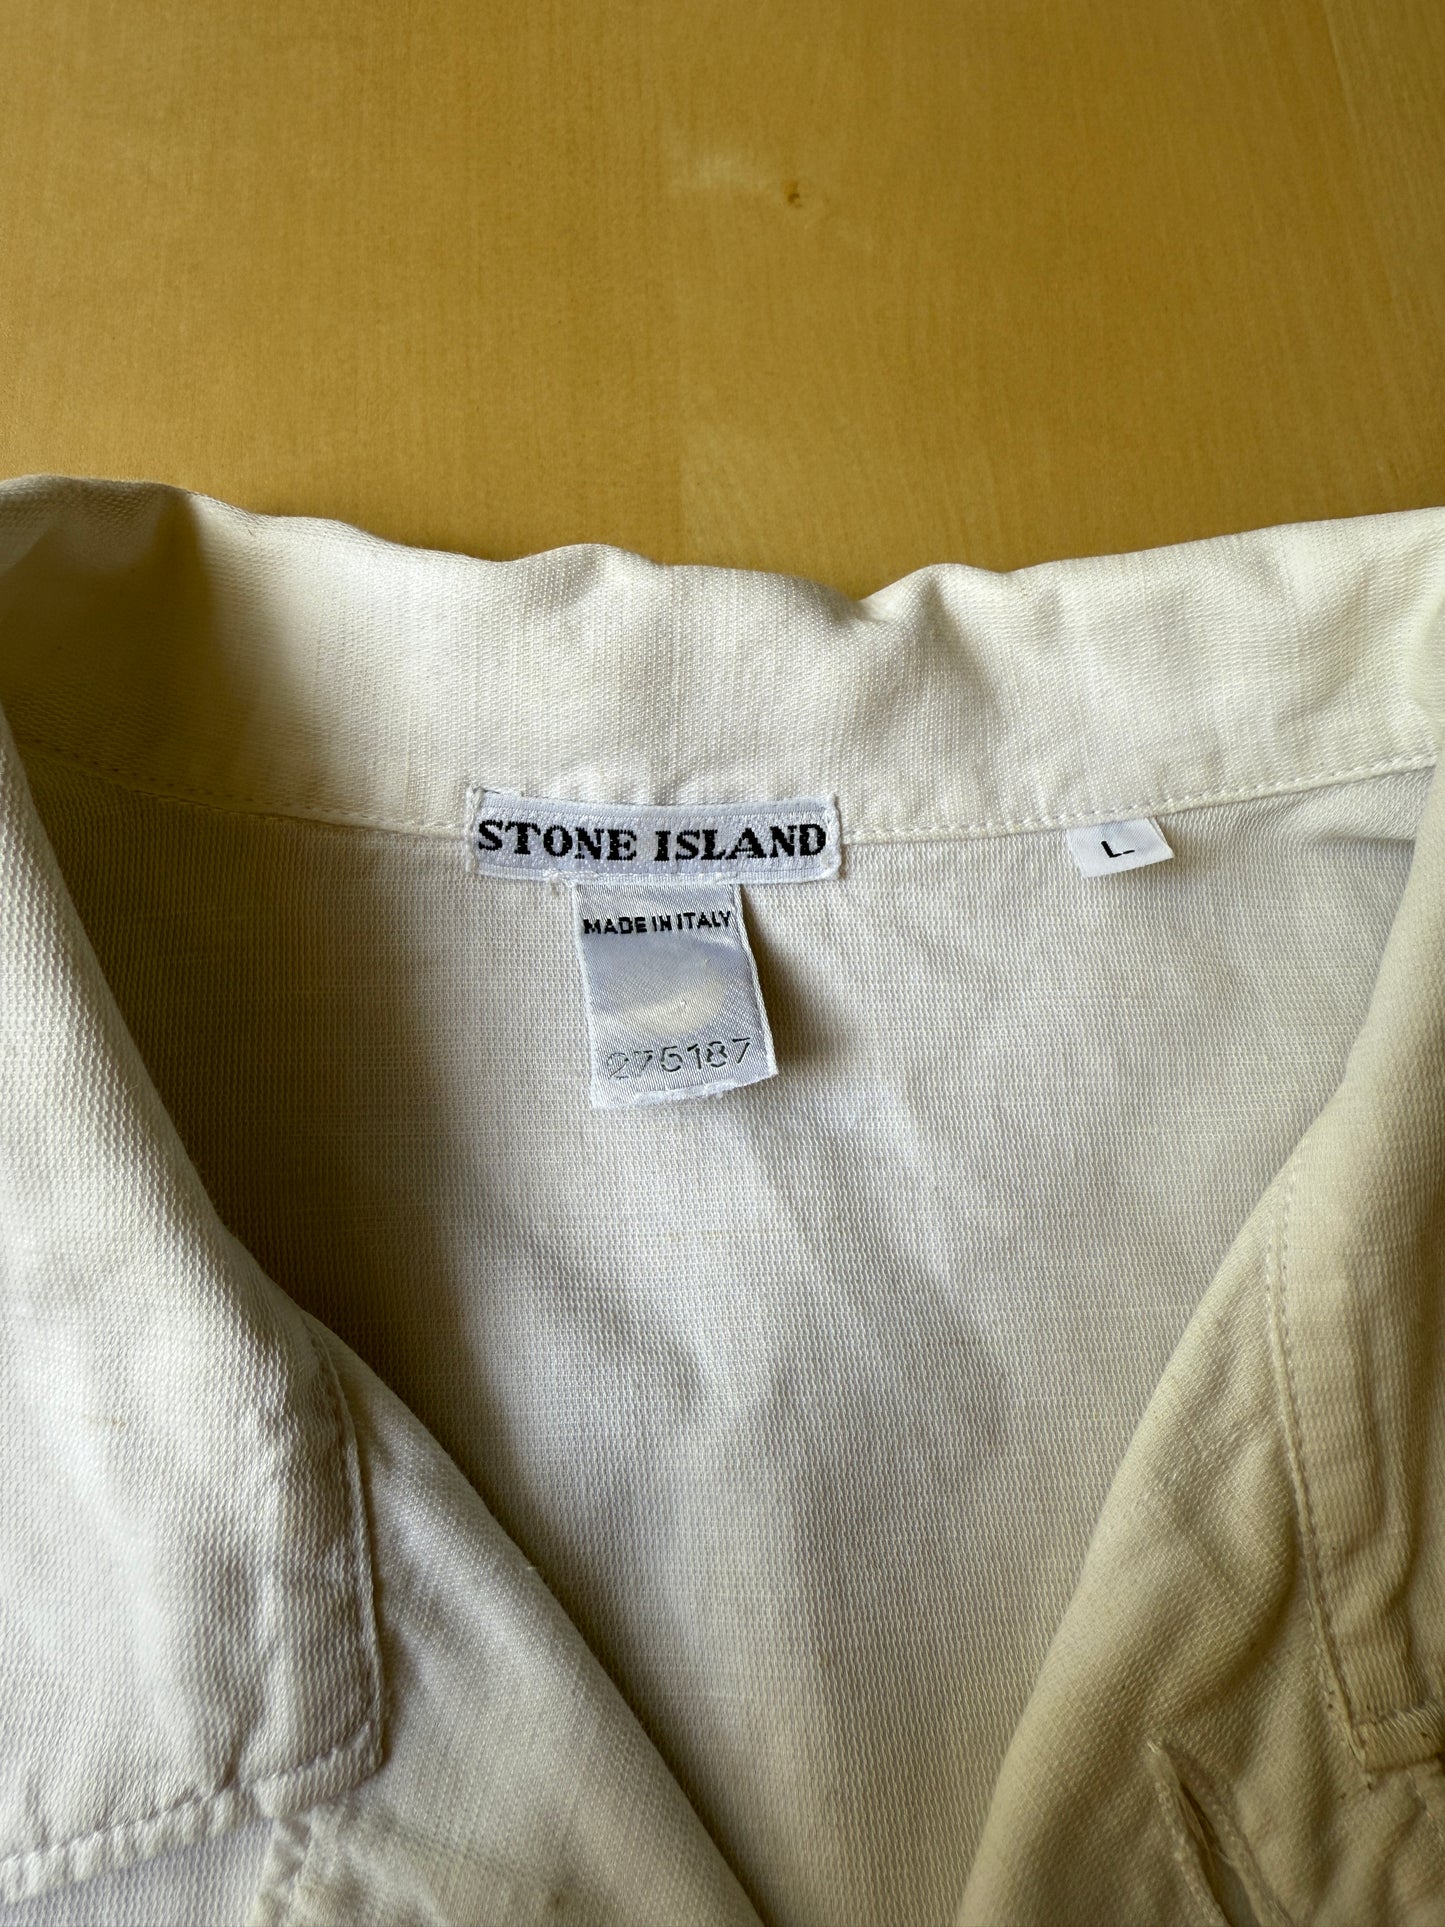 STONE ISLAND
L
MADE IN ITALY
275187